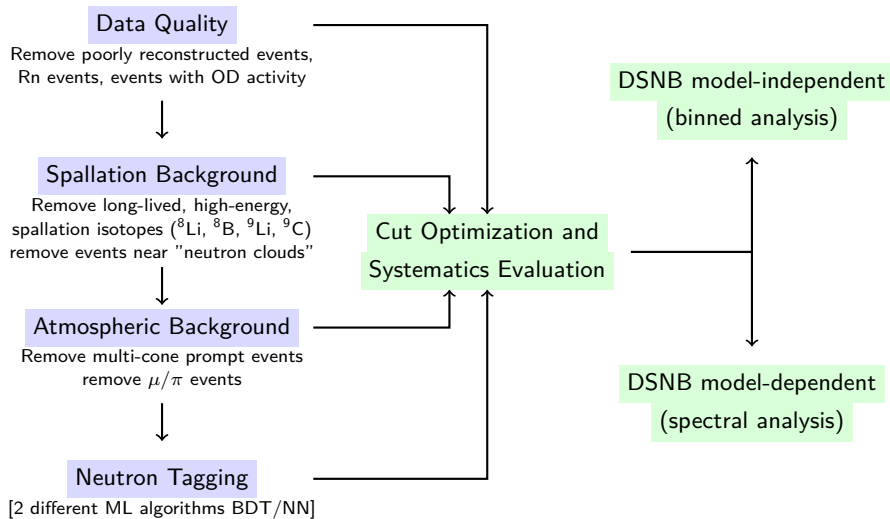 Data Quality
Remove poorly reconstructed events,
Rn events, events with OD activity
Spallation Background
Remove long-lived, high-energy,
spallation isotopes (⁸Li, ⁸B, ⁹Li, ⁹C)
remove events near "neutron clouds"
Atmospheric Background
Remove multi-cone prompt events
remove μ/π events
Neutron Tagging
[2 different ML algorithms BDT/NN]
Cut Optimization and
Systematics Evaluation
DSNB model-independent
(binned analysis)
DSNB model-dependent
(spectral analysis)